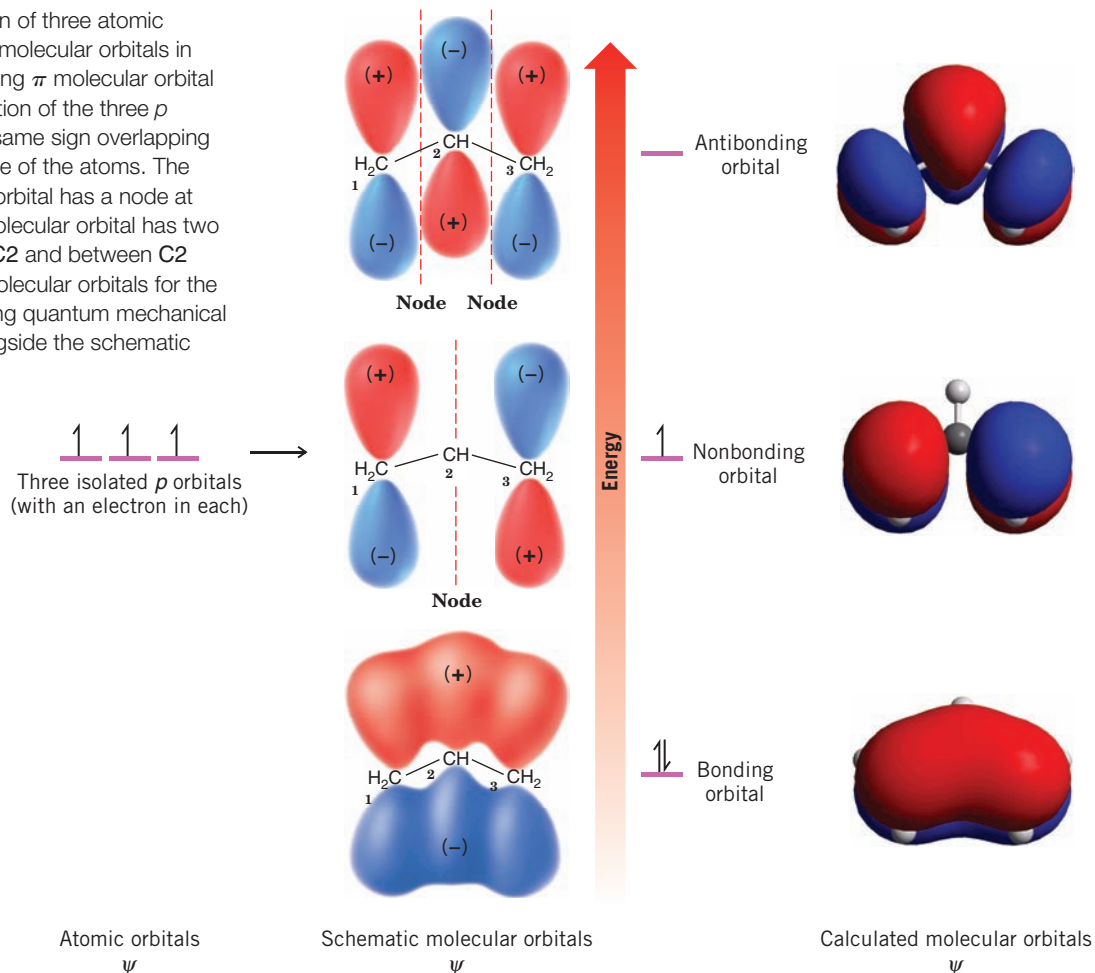 n of three atomic
molecular orbitals in
ng π molecular orbital
tion of the three p
same sign overlapping
e of the atoms. The
orbital has a node at
olecular orbital has two
C2 and between C2
olecular orbitals for the
ng quantum mechanical
gside the schematic
(+) (−) (+)
H₂C CH CH₂
1 2 3
(−) (+) (−)
Node Node
Antibonding
orbital
Three isolated p orbitals
(with an electron in each)
(+) (−)
H₂C CH CH₂
1 2 3
(−) (+)
Node
Energy
Nonbonding
orbital
(+)
H₂C CH CH₂
1 2 3
(−)
Bonding
orbital
Atomic orbitals
ψ
Schematic molecular orbitals
ψ
Calculated molecular orbitals
ψ